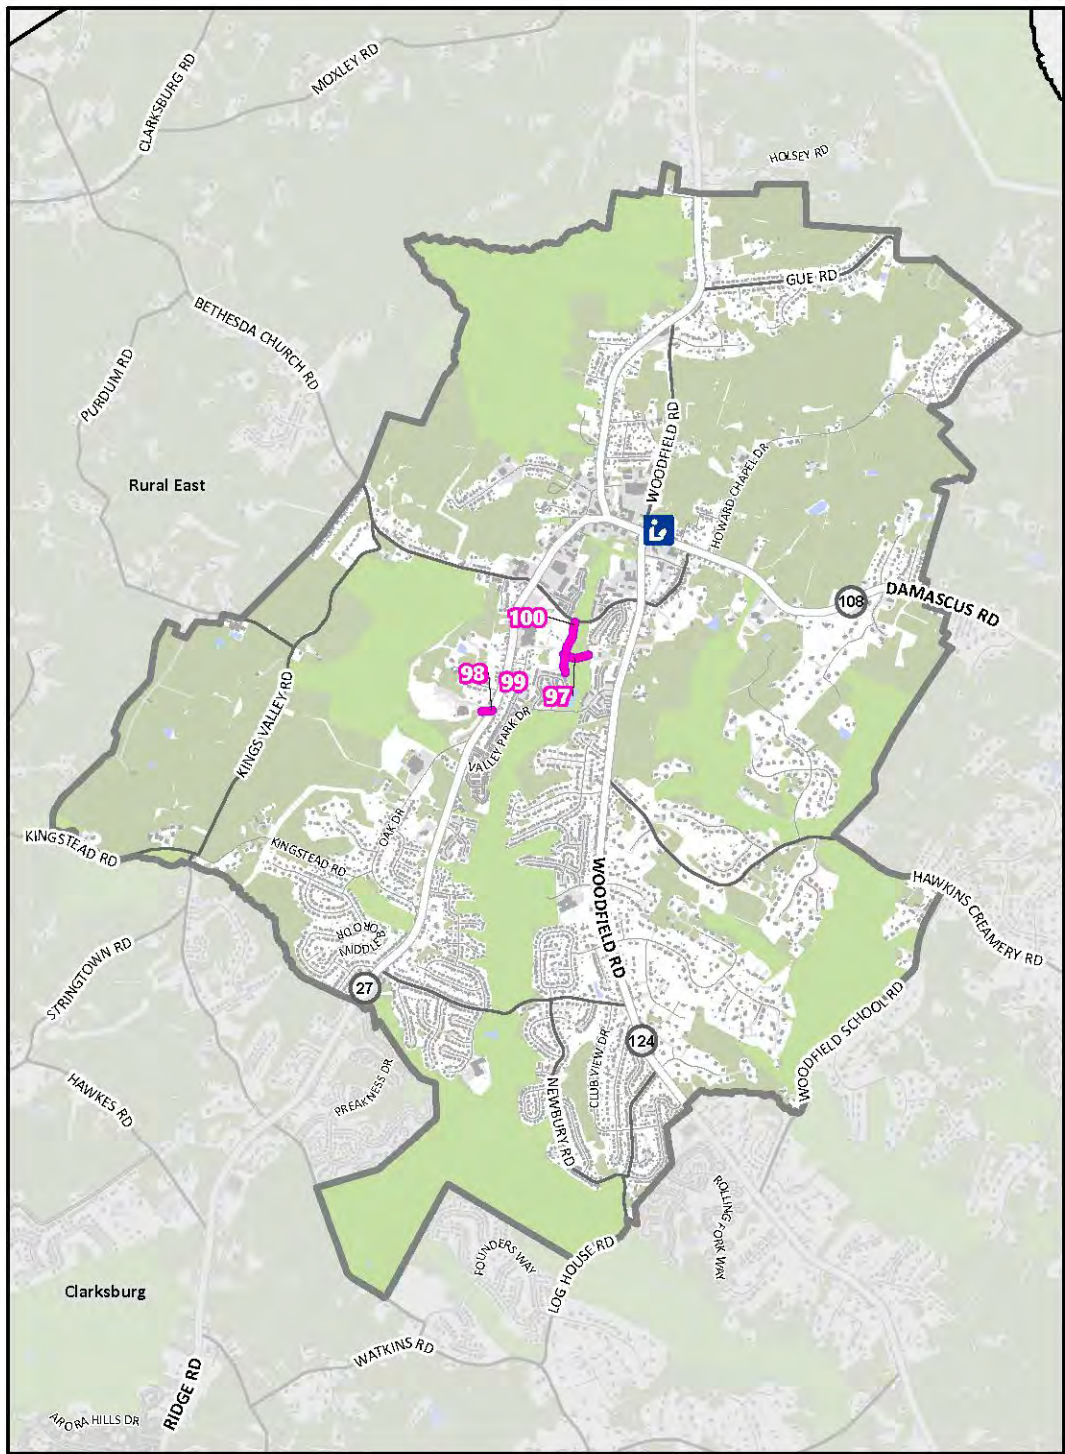 MOXLEY RD
CLARKSBURG RD
HOLSEY RD
GUE RD
BETHESDA CHURCH RD
PURDUM RD
WOODFIELD RD
HOWARD CHAPEL DR
Rural East
108
DAMASCUS RD
100
98
99
97
VALLEY PARK DR
KINGS VALLEY RD
OAK DR
KINGSTEAD RD
KINGSTEAD RD
WOODFIELD RD
HAWKINS CREAMERY RD
MIDDLEBORO DR
STRINGTOWN RD
27
WOODFIELD SCHOOL RD
124
CLUB VIEW DR
PREAKNESS DR
HAWKES RD
NEWBURY RD
ROLLING FORK WAY
FOUNDERS WAY
LOG HOUSE RD
Clarksburg
WATKINS RD
RIDGE RD
ARORA HILLS DR